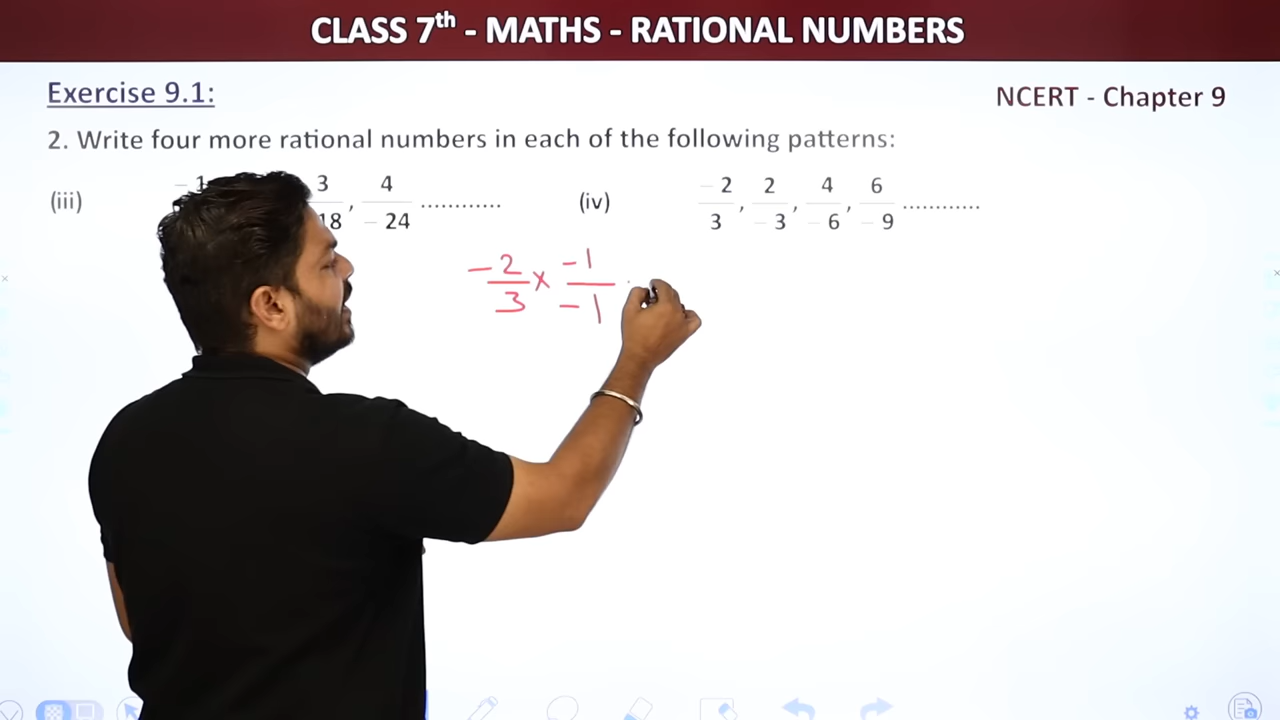 CLASS 7th - MATHS - RATIONAL NUMBERS
Exercise 9.1:
NCERT - Chapter 9
2. Write four more rational numbers in each of the following patterns:
(iii) 3/18, 4/-24 ............
(iv) -2/3, 2/-3, 4/-6, 6/-9 ............
-2/3 × -1/-1